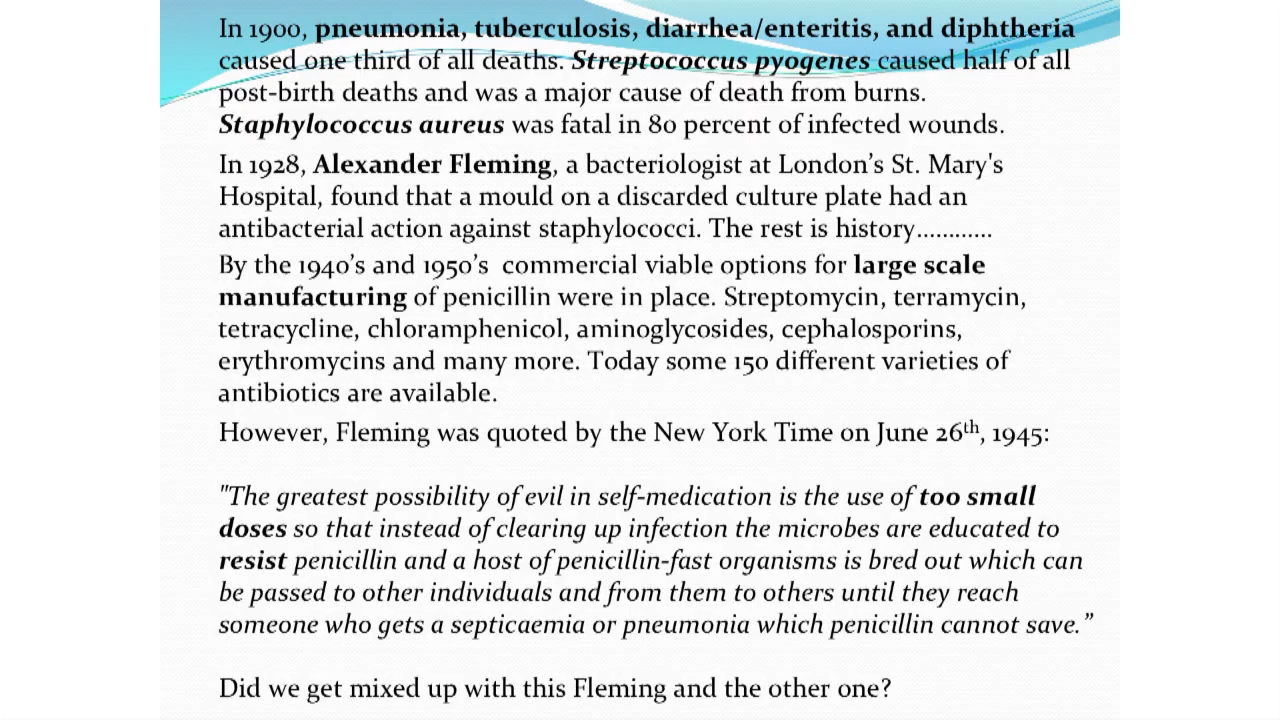 In 1900, pneumonia, tuberculosis, diarrhea/enteritis, and diphtheria
caused one third of all deaths. Streptococcus pyogenes caused half of all
post-birth deaths and was a major cause of death from burns.
Staphylococcus aureus was fatal in 80 percent of infected wounds.
In 1928, Alexander Fleming, a bacteriologist at London’s St. Mary's
Hospital, found that a mould on a discarded culture plate had an
antibacterial action against staphylococci. The rest is history............
By the 1940’s and 1950’s commercial viable options for large scale
manufacturing of penicillin were in place. Streptomycin, terramycin,
tetracycline, chloramphenicol, aminoglycosides, cephalosporins,
erythromycins and many more. Today some 150 different varieties of
antibiotics are available.
However, Fleming was quoted by the New York Time on June 26th, 1945:
"The greatest possibility of evil in self-medication is the use of too small
doses so that instead of clearing up infection the microbes are educated to
resist penicillin and a host of penicillin-fast organisms is bred out which can
be passed to other individuals and from them to others until they reach
someone who gets a septicaemia or pneumonia which penicillin cannot save.”
Did we get mixed up with this Fleming and the other one?